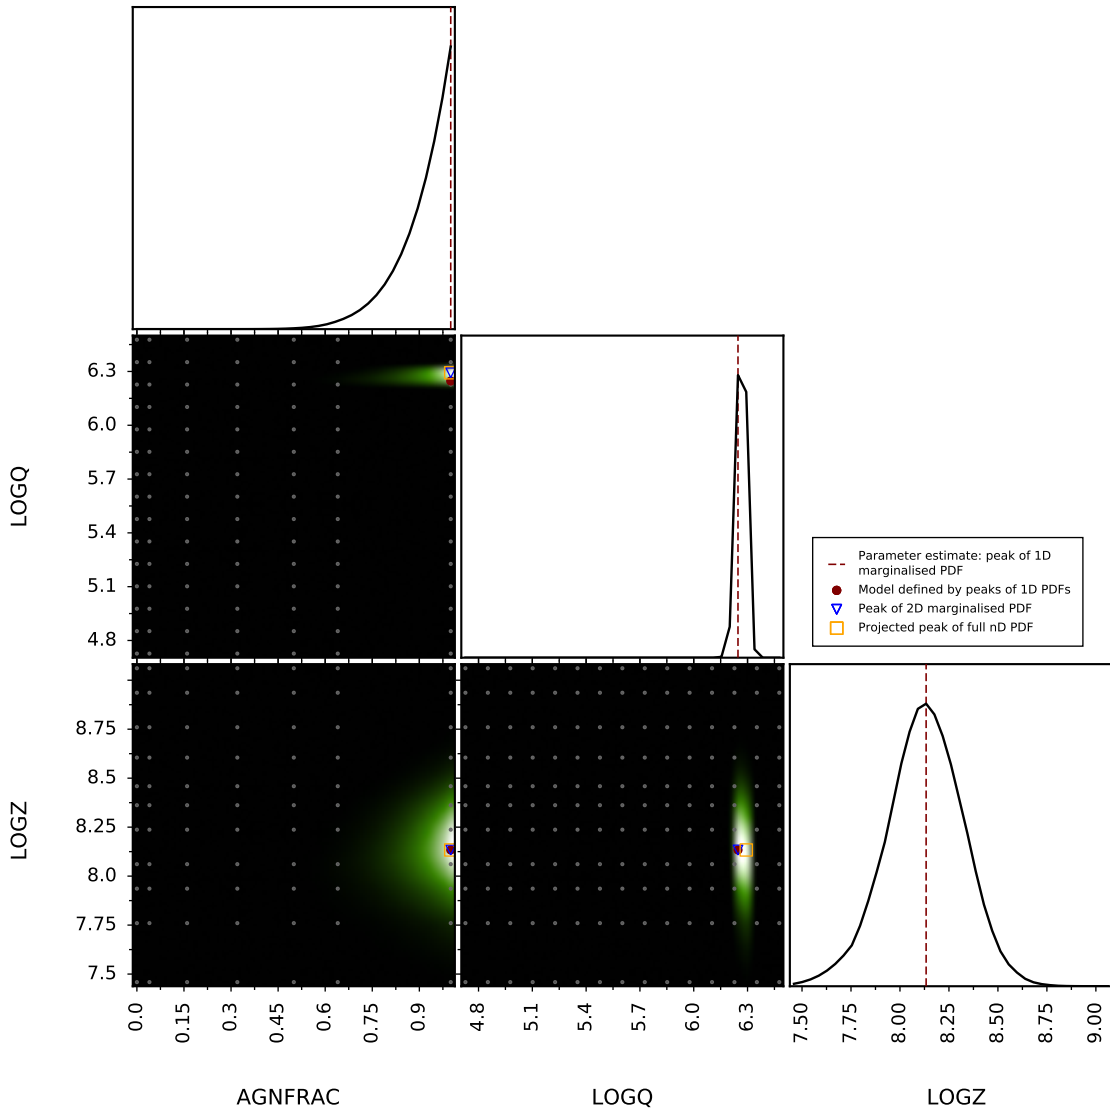 6.3
6.0
5.7
5.4
5.1
4.8
LOGQ
Parameter estimate: peak of 1D
marginalised PDF
Model defined by peaks of 1D PDFs
Peak of 2D marginalised PDF
Projected peak of full nD PDF
8.75
8.5
8.25
8.0
7.75
7.5
LOGZ
0.0 0.15 0.3 0.45 0.6 0.75 0.9
4.8 5.1 5.4 5.7 6.0 6.3
7.50 7.75 8.00 8.25 8.50 8.75 9.00
AGNFRAC LOGQ LOGZ